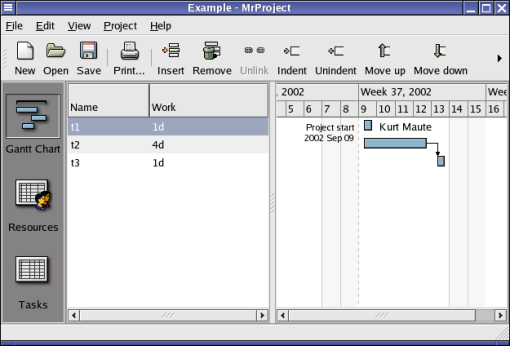 Example - MrProject
File Edit View Project Help
New Open Save Print... Insert Remove Unlink Indent Unindent Move up Move down
, 2002 Week 37, 2002 Wee
Name Work
5 6 7 8 9 10 11 12 13 14 15 16
t1 1d
t2 4d
t3 1d
Project start
2002 Sep 09
Kurt Maute
Gantt Chart
Resources
Tasks